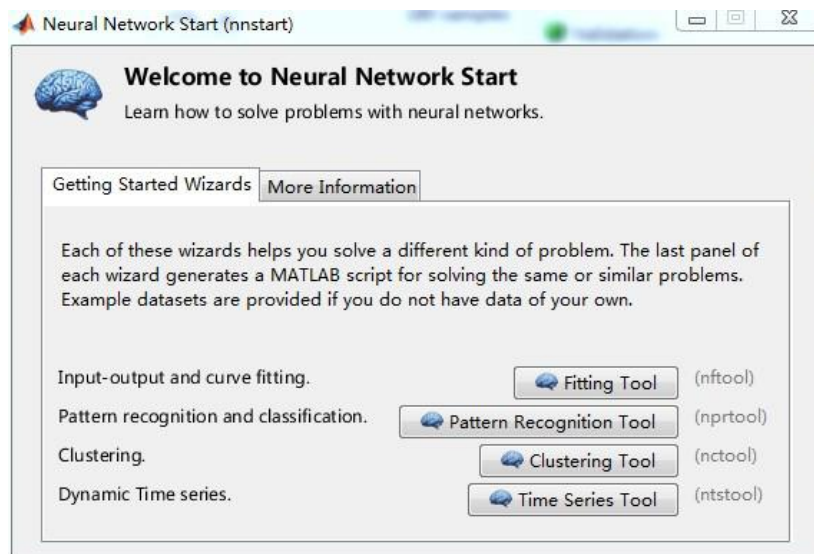 Neural Network Start (nnstart)
Welcome to Neural Network Start
Learn how to solve problems with neural networks.
Getting Started Wizards More Information
Each of these wizards helps you solve a different kind of problem. The last panel of
each wizard generates a MATLAB script for solving the same or similar problems.
Example datasets are provided if you do not have data of your own.
Input-output and curve fitting. Fitting Tool (nftool)
Pattern recognition and classification. Pattern Recognition Tool (nprtool)
Clustering. Clustering Tool (nctool)
Dynamic Time series. Time Series Tool (ntstool)